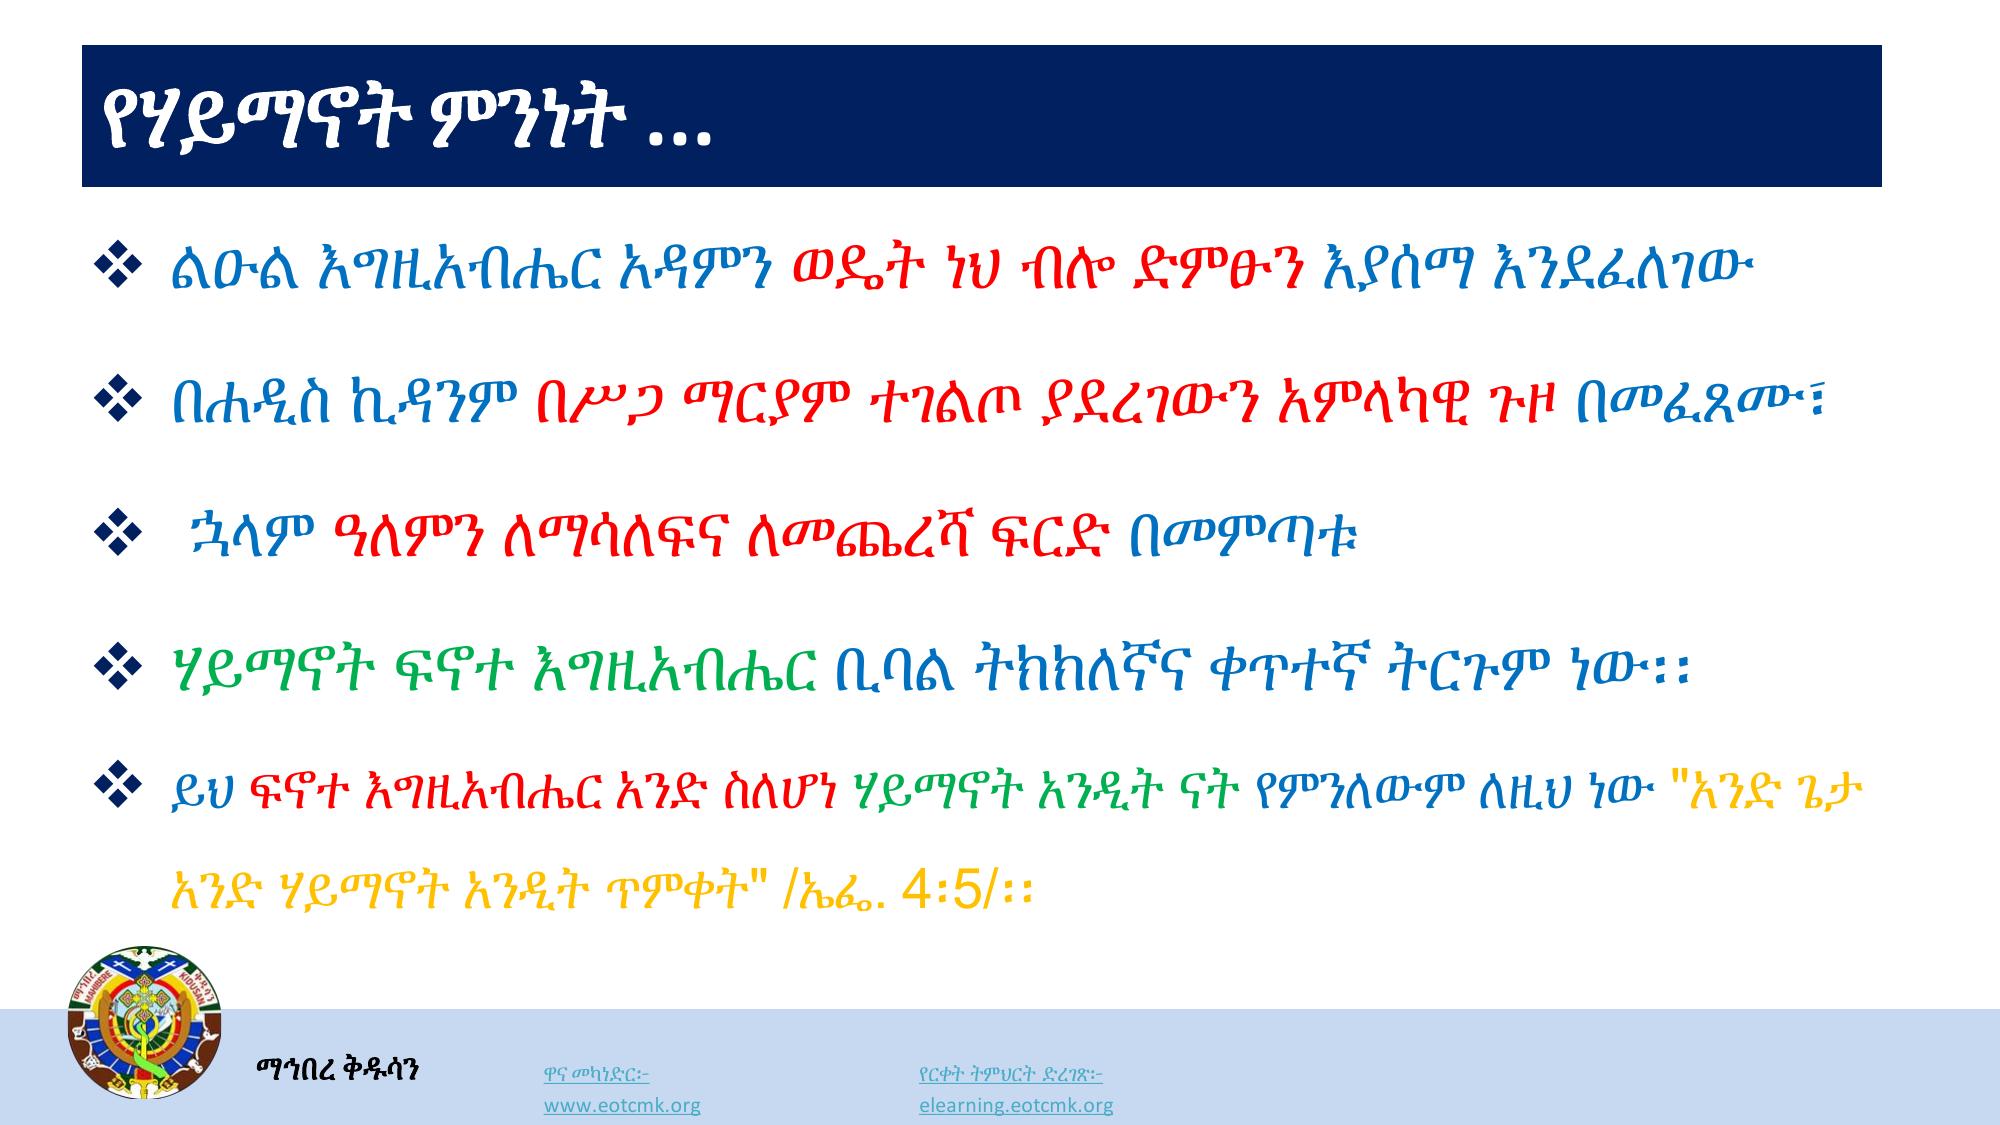 የሃይማኖት ምንነት ...
❖ ልዑል እግዚአብሔር አዳምን ወዴት ነህ ብሎ ድምፁን እያሰማ እንደፈለገው
❖ በሐዲስ ኪዳንም በሥጋ ማርያም ተገልጦ ያደረገውን አምላካዊ ጉዞ በመፈጸሙ፣
❖ ኋላም ዓለምን ለማሳለፍና ለመጨረሻ ፍርድ በመምጣቱ
❖ ሃይማኖት ፍኖተ እግዚአብሔር ቢባል ትክክለኛና ቀጥተኛ ትርጉም ነው፡፡
❖ ይህ ፍኖተ እግዚአብሔር አንድ ስለሆነ ሃይማኖት አንዲት ናት የምንለውም ለዚህ ነው "አንድ ጌታ
አንድ ሃይማኖት አንዲት ጥምቀት" /ኤፌ. 4፡5/፡፡
ማኅበረ ቅዱሳን
MAHIBERE KIDUSAN
ማኅበረ ቅዱሳን
ዋና መካነድር፡-
www.eotcmk.org
የርቀት ትምህርት ድረገጽ፡-
elearning.eotcmk.org